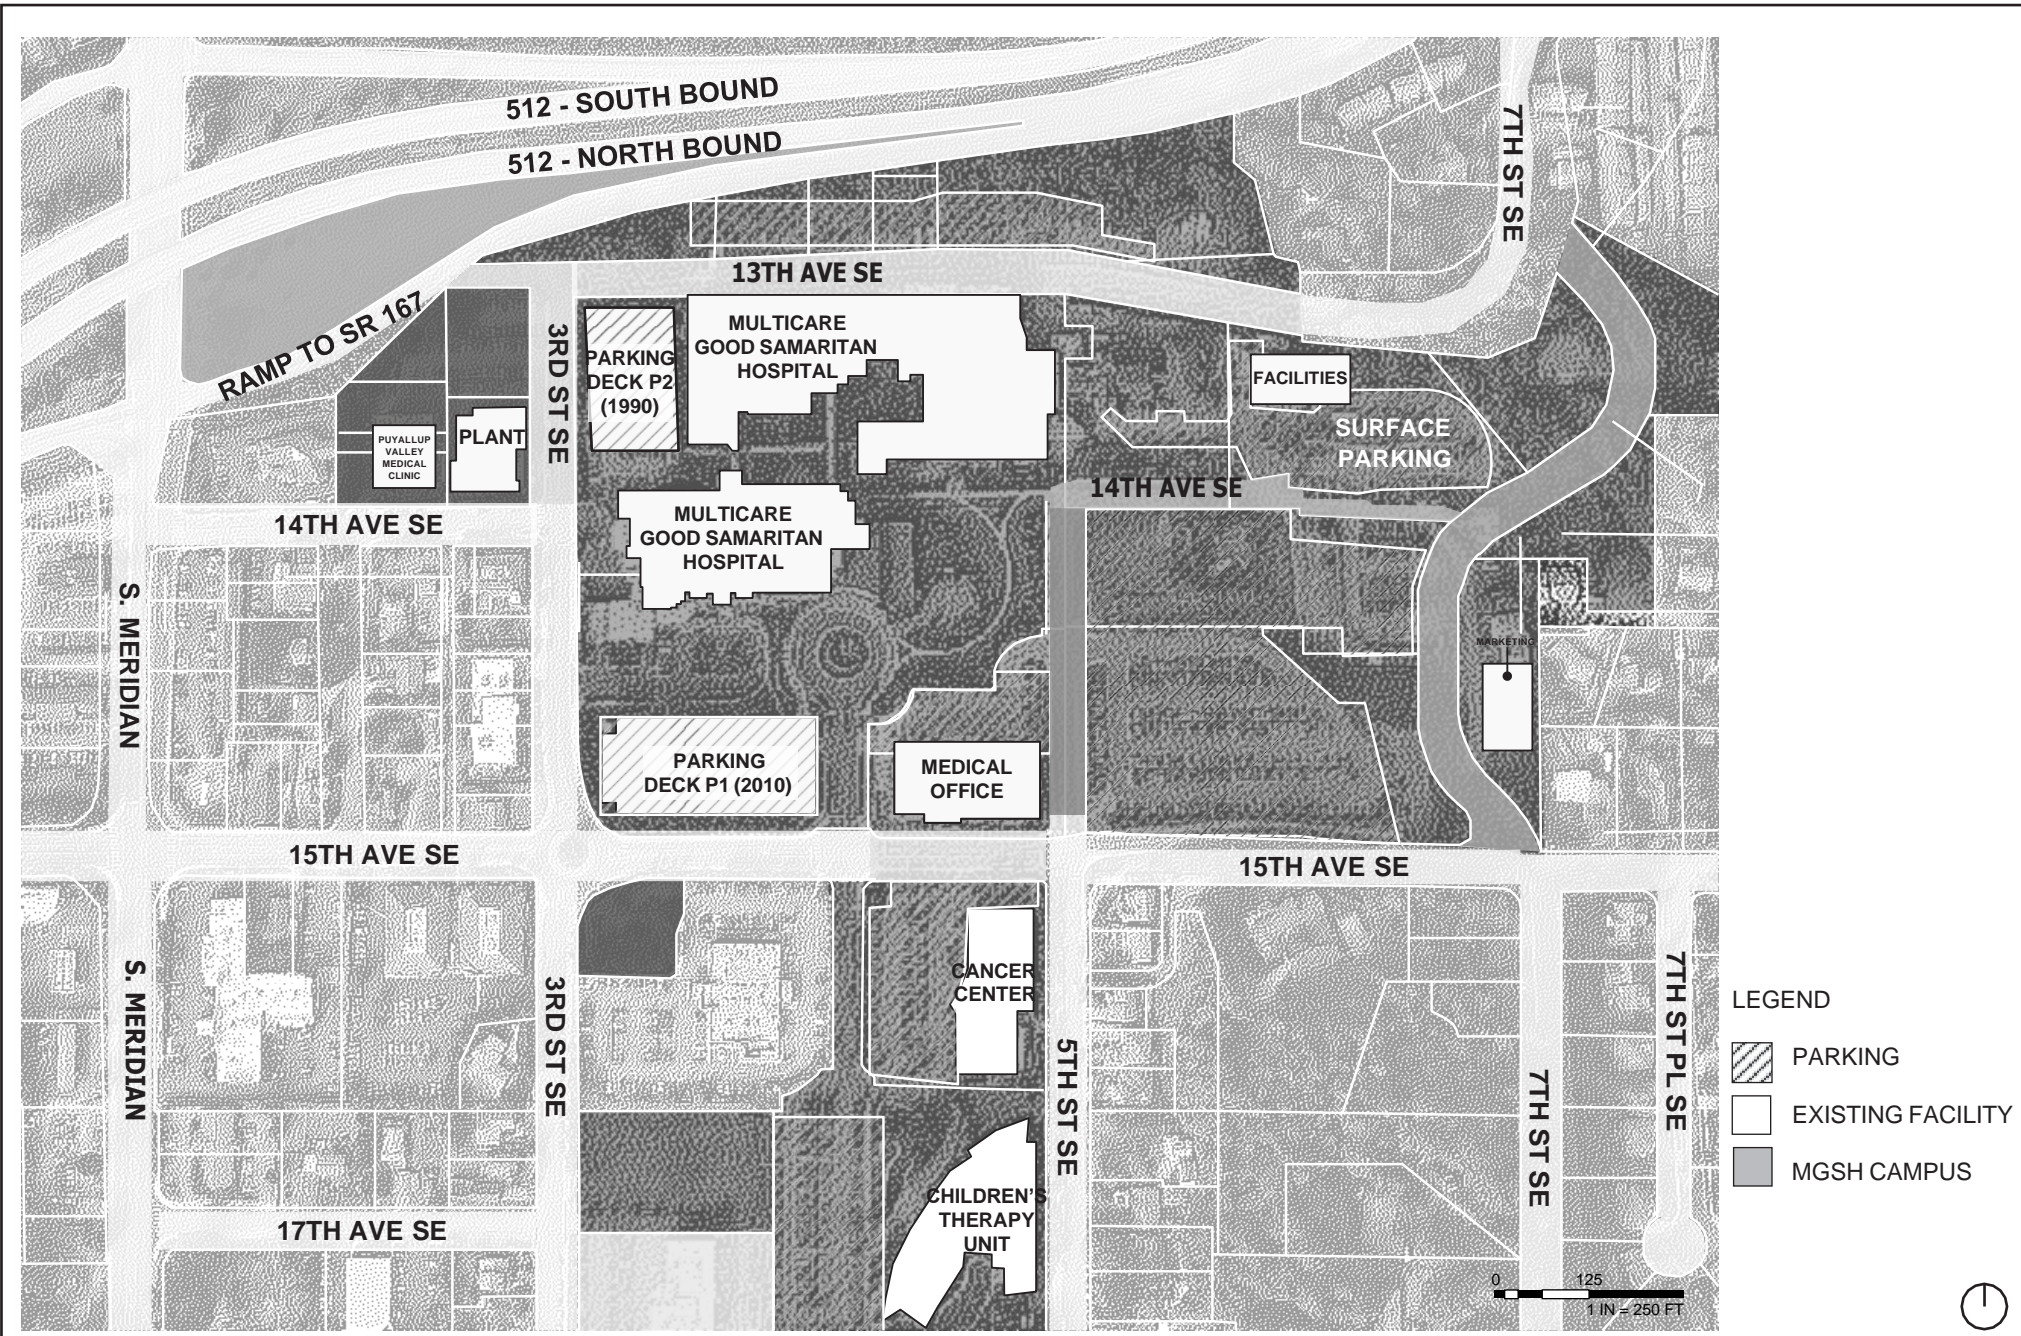 512 - SOUTH BOUND
512 - NORTH BOUND
7TH ST SE
13TH AVE SE
RAMP TO SR 167
3RD ST SE
PARKING
DECK P2
(1990)
MULTICARE
GOOD SAMARITAN
HOSPITAL
FACILITIES
SURFACE
PARKING
PUYALLUP
VALLEY
MEDICAL
CLINIC
PLANT
14TH AVE SE
14TH AVE SE
MULTICARE
GOOD SAMARITAN
HOSPITAL
S. MERIDIAN
MARKETING
PARKING
DECK P1 (2010)
MEDICAL
OFFICE
15TH AVE SE
15TH AVE SE
S. MERIDIAN
3RD ST SE
CANCER
CENTER
5TH ST SE
7TH ST SE
7TH ST PL SE
CHILDREN'S
THERAPY
UNIT
17TH AVE SE
LEGEND
PARKING
EXISTING FACILITY
MGSH CAMPUS
0 125
1 IN = 250 FT